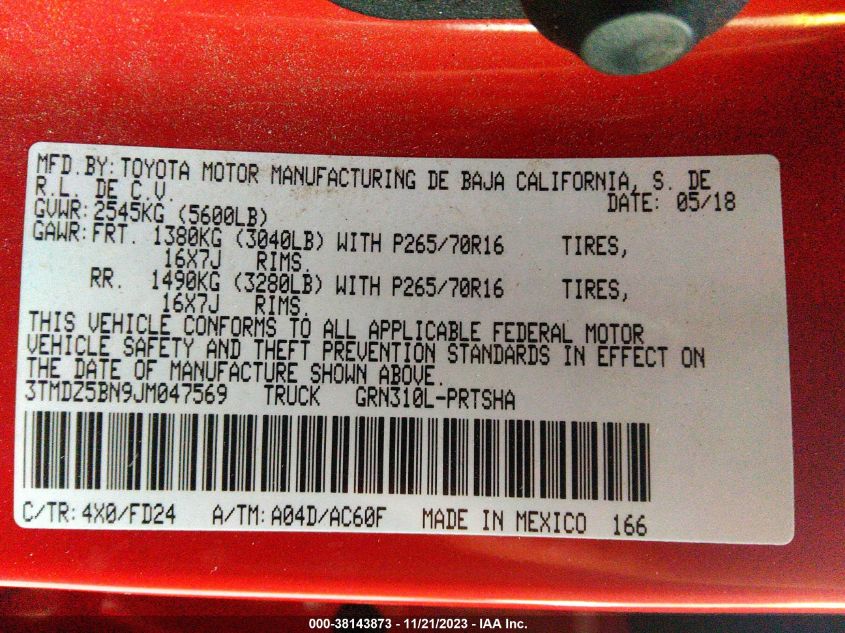 MFD.BY:TOYOTA MOTOR MANUFACTURING DE BAJA CALIFORNIA, S. DE
R.L. DE C.V. DATE: 05/18
GVWR:2545KG (5600LB)
GAWR:FRT. 1380KG (3040LB) WITH P265/70R16 TIRES,
16X7J RIMS.
RR. 1490KG (3280LB) WITH P265/70R16 TIRES,
16X7J RIMS.
THIS VEHICLE CONFORMS TO ALL APPLICABLE FEDERAL MOTOR
VEHICLE SAFETY AND THEFT PREVENTION STANDARDS IN EFFECT ON
THE DATE OF MANUFACTURE SHOWN ABOVE.
3TMDZ5BN9JM047569 TRUCK GRN310L-PRTSHA
C/TR:4X0/FD24 A/TM:A04D/AC60F MADE IN MEXICO 166
000-38143873 - 11/21/2023 - IAA Inc.